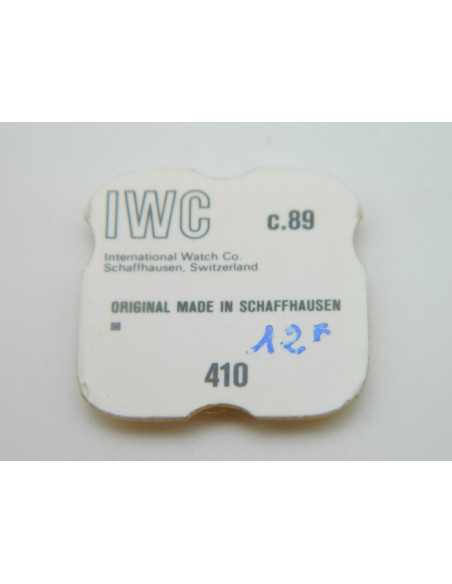 IWC c.89
International Watch Co.
Schaffhausen, Switzerland
ORIGINAL MADE IN SCHAFFHAUSEN
12F
410